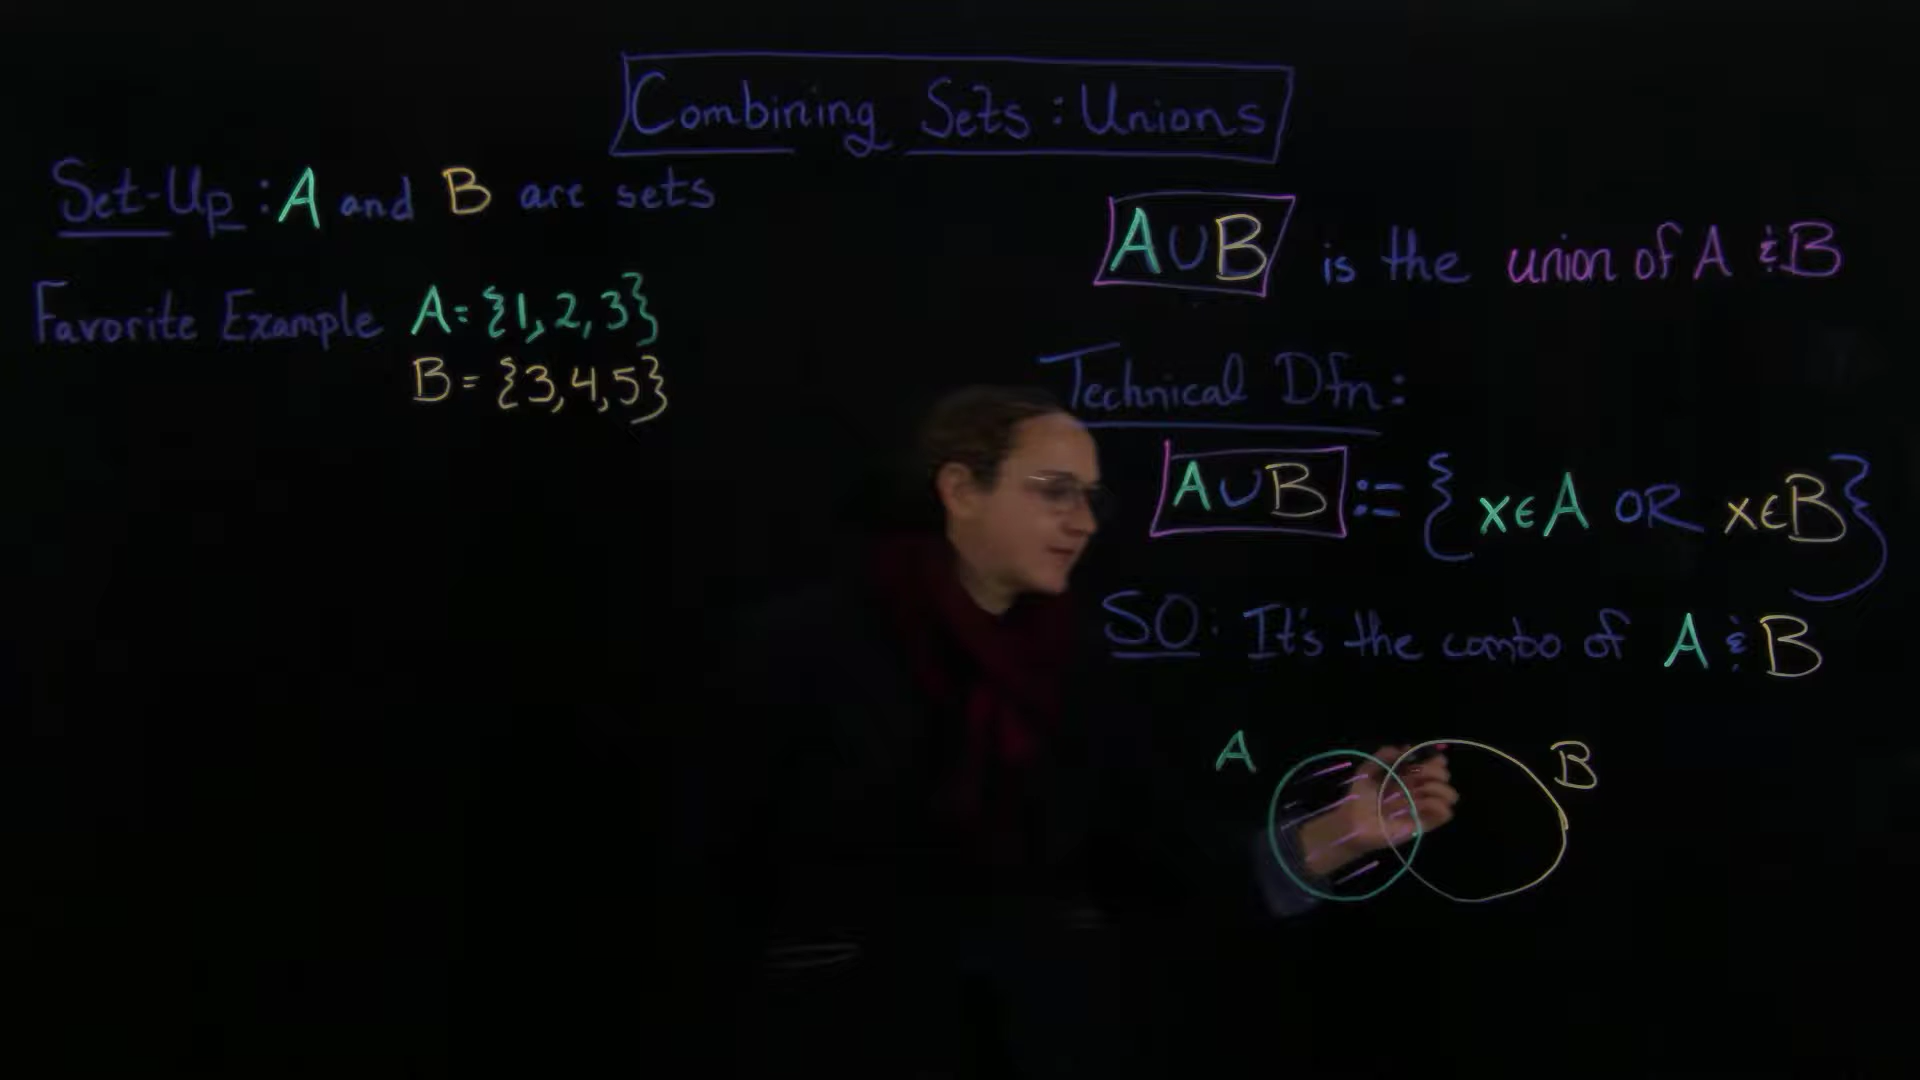 Combining Sets: Unions
Set-Up: A and B are sets
Favorite Example A = {1, 2, 3}
B = {3, 4, 5}
A∪B is the union of A & B
Technical Dfn:
A∪B := { x∈A OR x∈B }
SO: It's the combo of A & B
A B